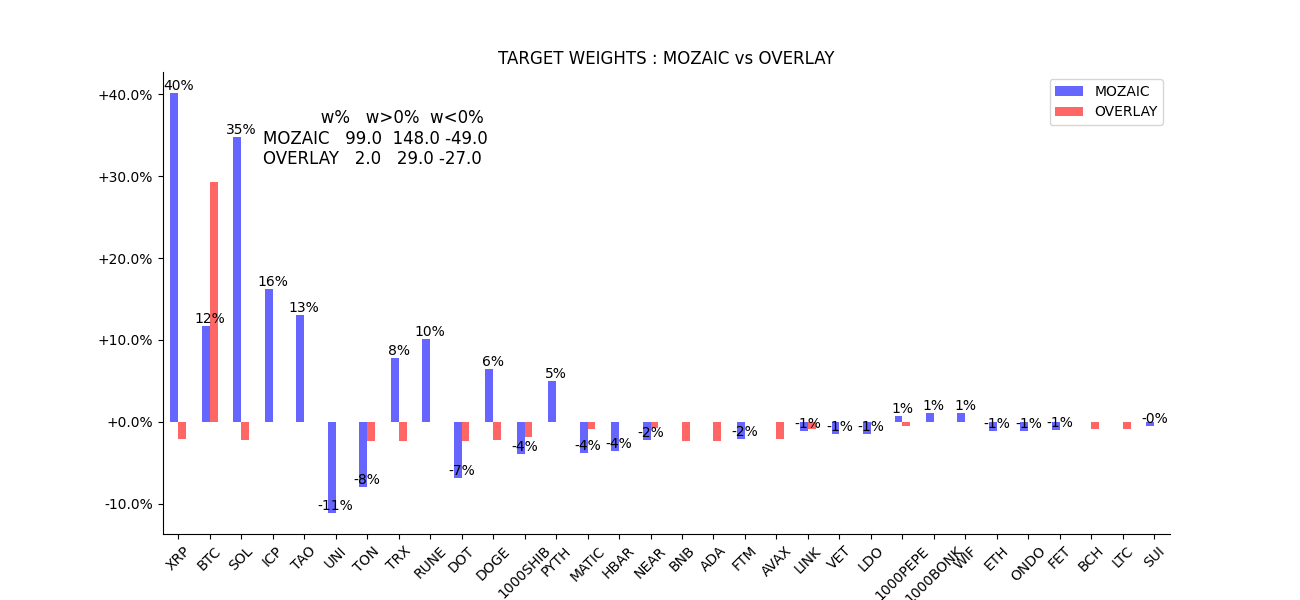 TARGET WEIGHTS : MOZAIC vs OVERLAY
MOZAIC
OVERLAY
w% w>0% w<0%
MOZAIC 99.0 148.0 -49.0
OVERLAY 2.0 29.0 -27.0
+40.0%
+30.0%
+20.0%
+10.0%
+0.0%
-10.0%
40% 12% 35% 16% 13% -11% -8% 8% 10% -7% 6% -4% 5% -4% -4% -2% -2% -1% -1% -1% 1% 1% 1% -1% -1% -1% -0%
XRP BTC SOL ICP TAO UNI TON TRX RUNE DOT DOGE 1000SHIB PYTH MATIC HBAR NEAR BNB ADA FTM AVAX LINK VET LDO 1000PEPE 1000BONK WIF ETH ONDO FET BCH LTC SUI